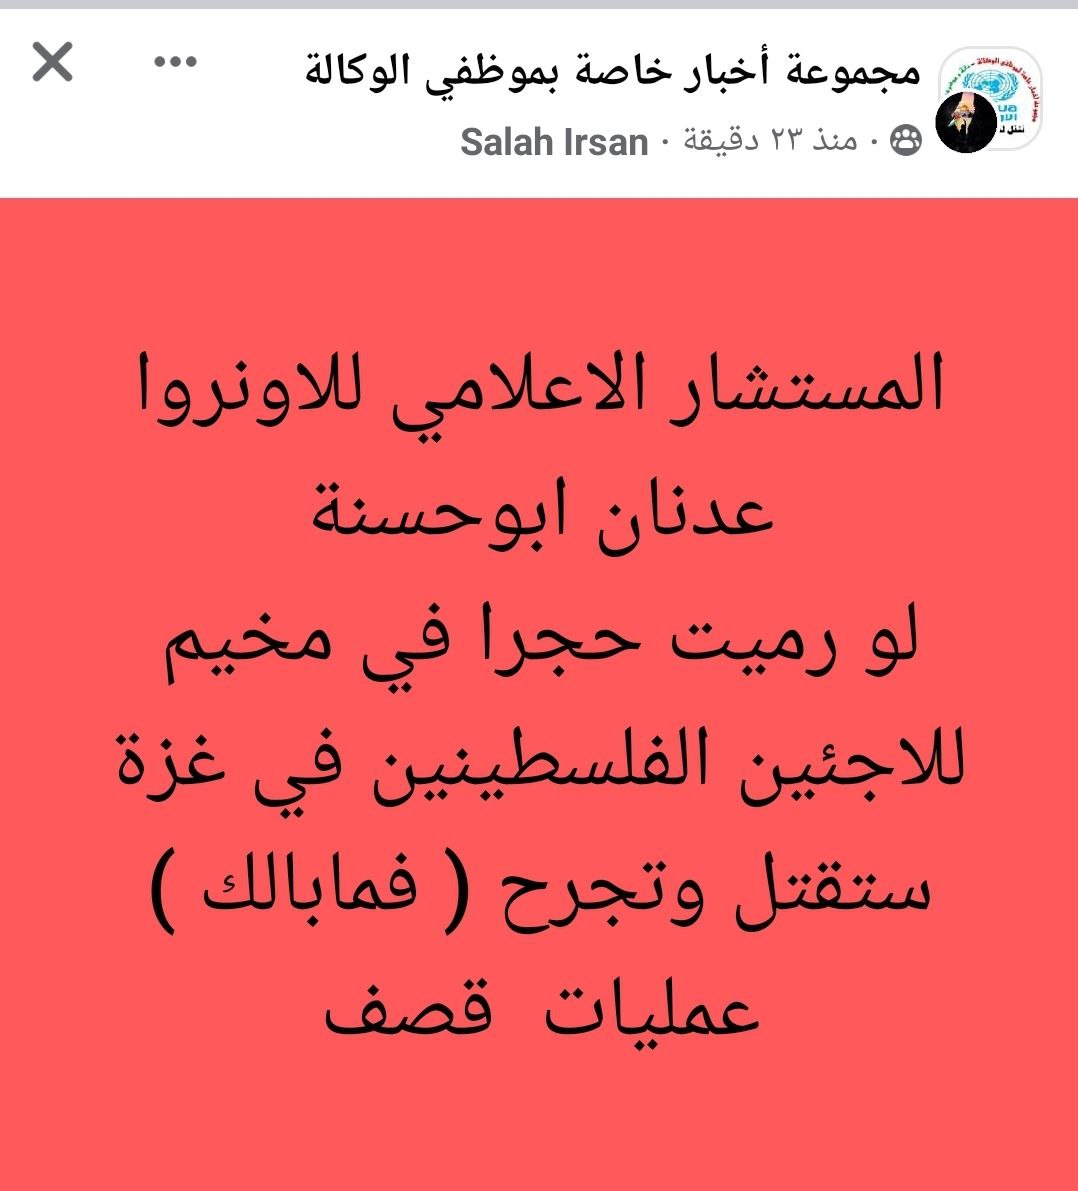 مجموعة أخبار خاصة بموظفي الوكالة
Salah Irsan · منذ ٢٣ دقيقة ·
المستشار الاعلامي للاونروا
عدنان ابوحسنة
لو رميت حجرا في مخيم
للاجئين الفلسطينين في غزة
ستقتل وتجرح ( فمابالك )
عمليات قصف